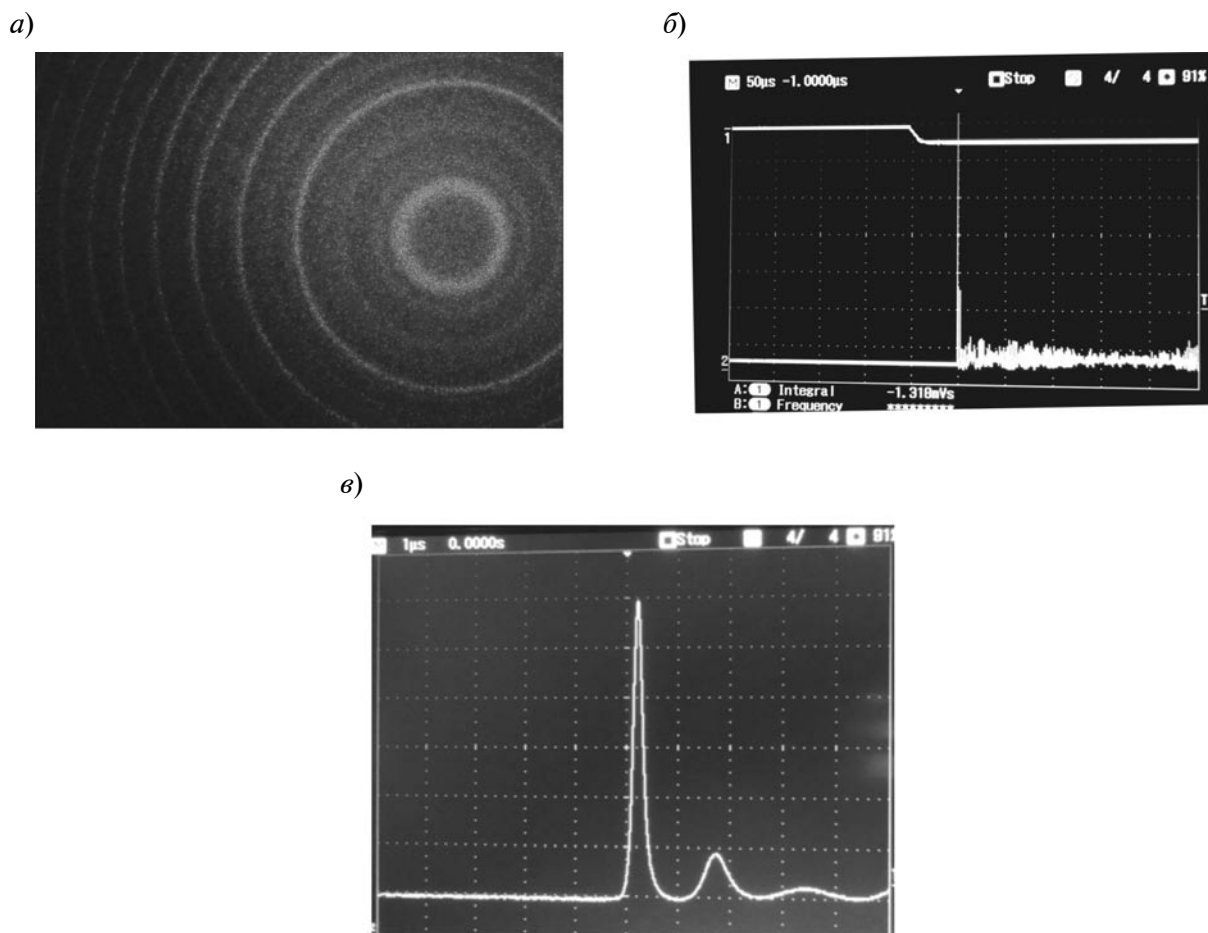 а)
б)
M 50μs -1.0000μs Stop 4/ 4 91%
1
T
2
A: 1 Integral -1.318mVs
B: 1 Frequency *********
в)
1μs 0.0000s Stop 4/ 4 91%